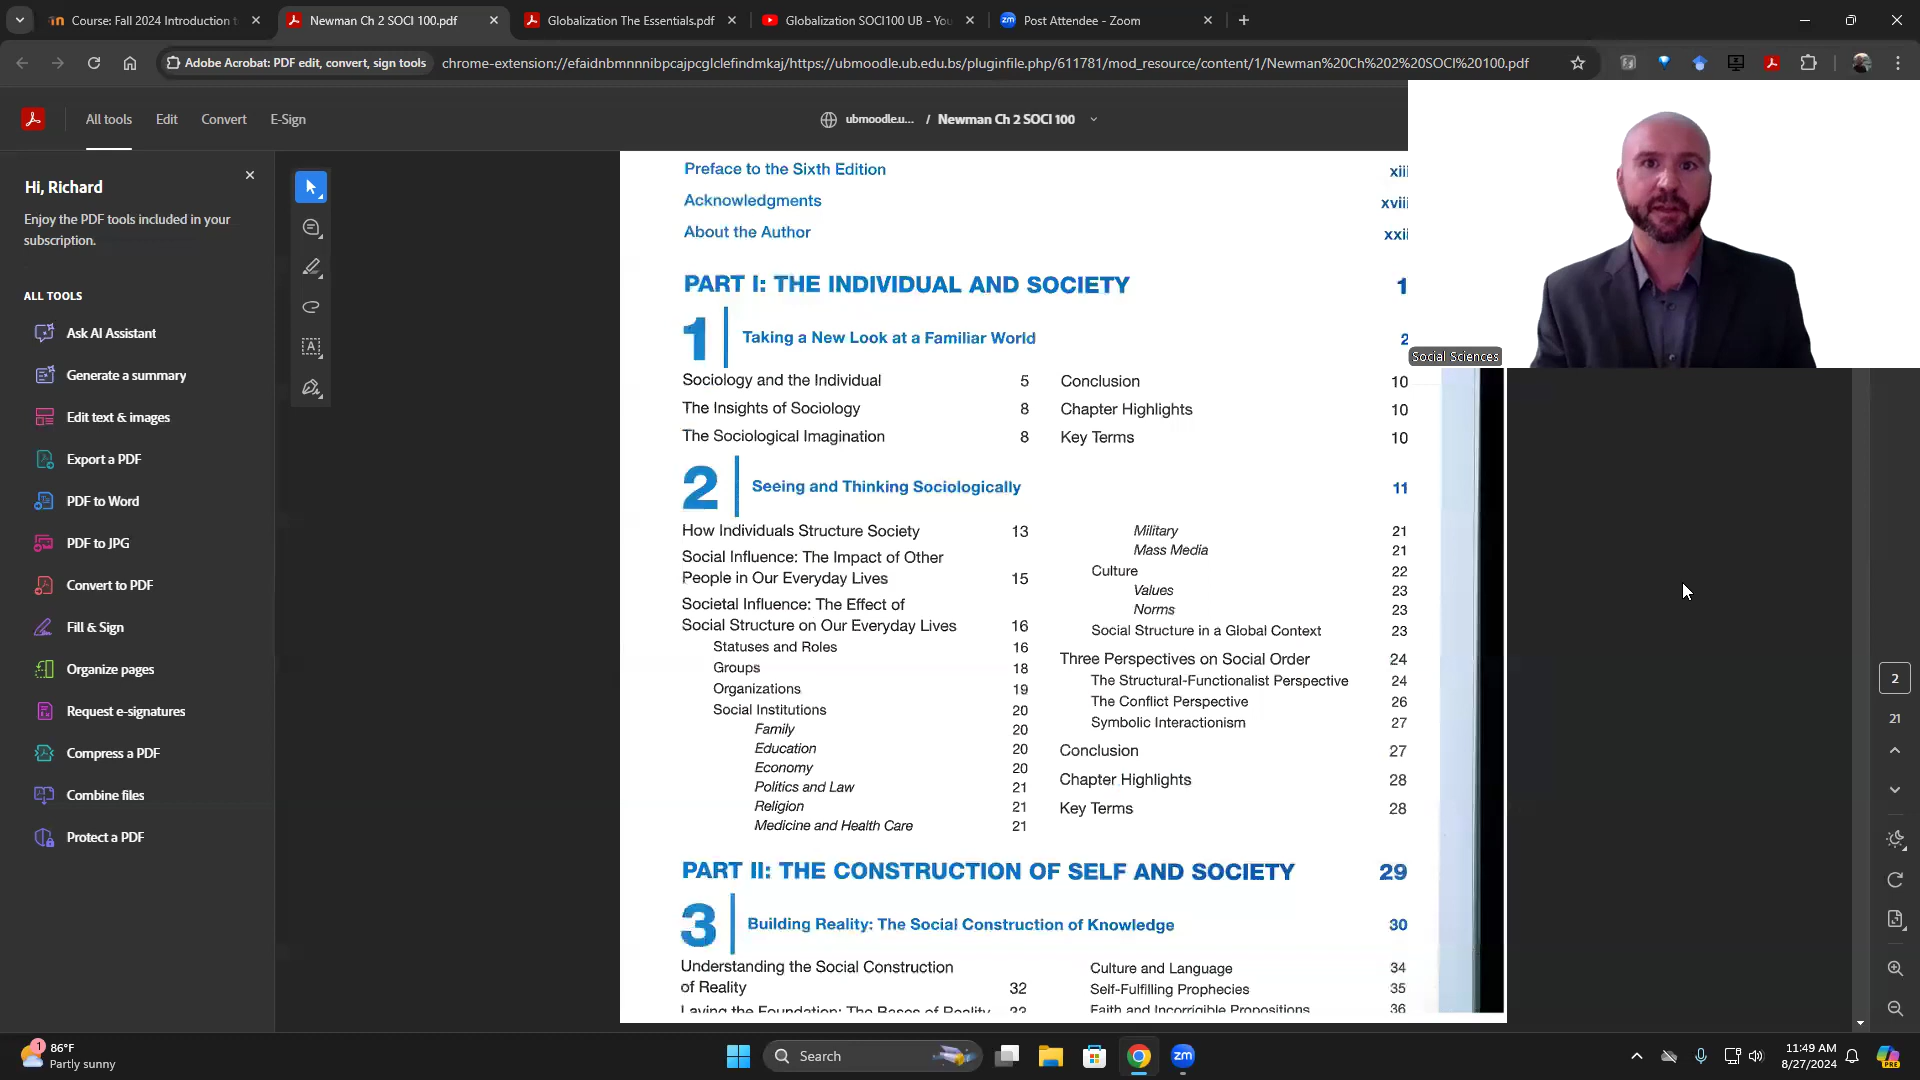 Course: Fall 2024 Introduction t
Newman Ch 2 SOCI 100.pdf
Globalization The Essentials.pdf
Globalization SOCI100 UB - You
Post Attendee - Zoom
Adobe Acrobat: PDF edit, convert, sign tools
chrome-extension://efaidnbmnnnibpcajpcglclefindmkaj/https://ubmoodle.ub.edu.bs/pluginfile.php/611781/mod_resource/content/1/Newman%20Ch%202%20SOCI%20100.pdf
All tools
Edit
Convert
E-Sign
ubmoodle.u... / Newman Ch 2 SOCI 100
Hi, Richard
Enjoy the PDF tools included in your
subscription.
ALL TOOLS
Ask AI Assistant
Generate a summary
Edit text & images
Export a PDF
PDF to Word
PDF to JPG
Convert to PDF
Fill & Sign
Organize pages
Request e-signatures
Compress a PDF
Combine files
Protect a PDF
Preface to the Sixth Edition xiii
Acknowledgments xviii
About the Author xxi
PART I: THE INDIVIDUAL AND SOCIETY 1
1 Taking a New Look at a Familiar World 2
Sociology and the Individual 5
The Insights of Sociology 8
The Sociological Imagination 8
Conclusion 10
Chapter Highlights 10
Key Terms 10
2 Seeing and Thinking Sociologically 11
How Individuals Structure Society 13
Social Influence: The Impact of Other
People in Our Everyday Lives 15
Societal Influence: The Effect of
Social Structure on Our Everyday Lives 16
Statuses and Roles 16
Groups 18
Organizations 19
Social Institutions 20
Family 20
Education 20
Economy 20
Politics and Law 21
Religion 21
Medicine and Health Care 21
Military 21
Mass Media 21
Culture 22
Values 23
Norms 23
Social Structure in a Global Context 23
Three Perspectives on Social Order 24
The Structural-Functionalist Perspective 24
The Conflict Perspective 26
Symbolic Interactionism 27
Conclusion 27
Chapter Highlights 28
Key Terms 28
PART II: THE CONSTRUCTION OF SELF AND SOCIETY 29
3 Building Reality: The Social Construction of Knowledge 30
Understanding the Social Construction
of Reality 32
Laying the Foundation: The Bases of Reality
Culture and Language 34
Self-Fulfilling Prophecies 35
Faith and Incorrigible Propositions 36
Social Sciences
2
21
1
86°F
Partly sunny
Search
zm
11:49 AM
8/27/2024
PRE